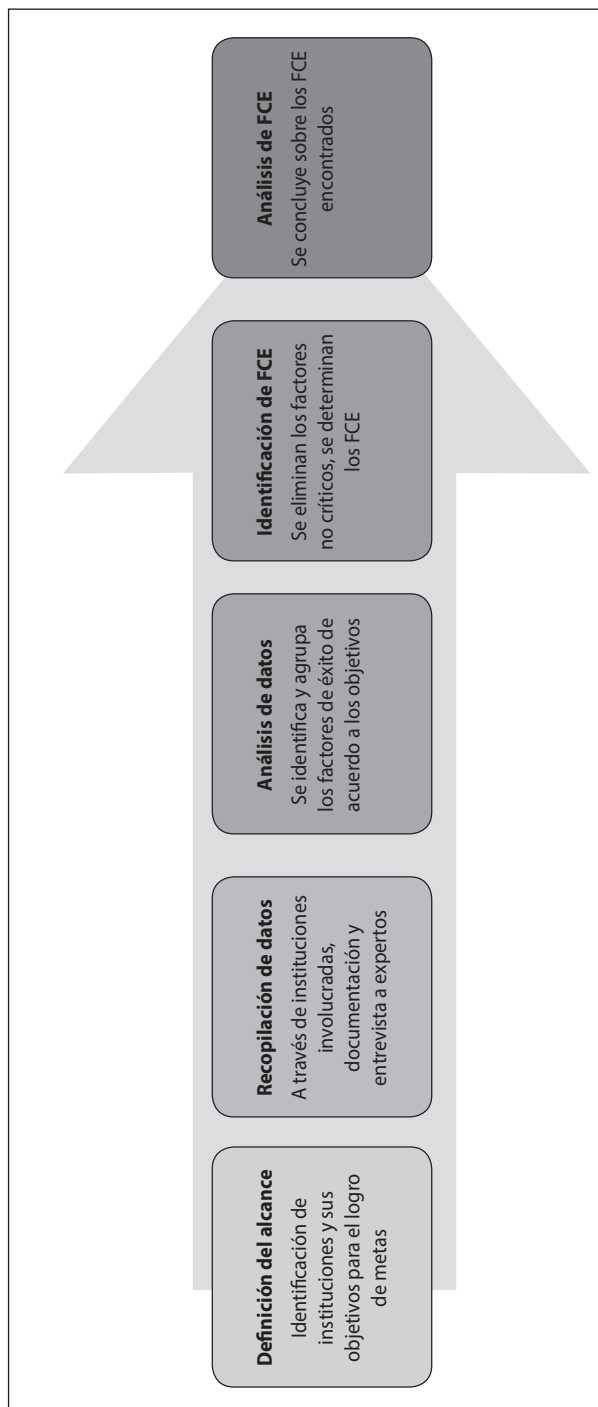 Definición del alcance
Identificación de
instituciones y sus
objetivos para el logro
de metas
Recopilación de datos
A través de instituciones
involucradas,
documentación y
entrevista a expertos
Análisis de datos
Se identifica y agrupa
los factores de éxito de
acuerdo a los objetivos
Identificación de FCE
Se eliminan los factores
no críticos, se determinan
los FCE
Análisis de FCE
Se concluye sobre los FCE
encontrados